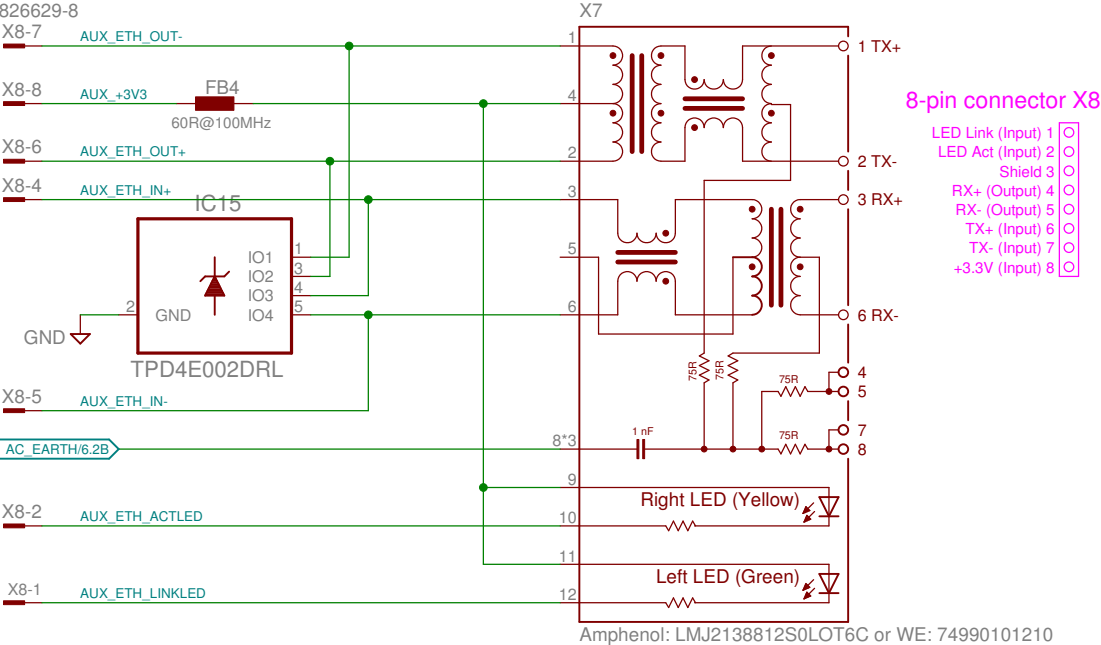 826629-8
X7
X8-7
AUX_ETH_OUT-
1
1 TX+
X8-8
AUX_+3V3
FB4
60R@100MHz
4
8-pin connector X8
LED Link (Input) 1
LED Act (Input) 2
Shield 3
RX+ (Output) 4
RX- (Output) 5
TX+ (Input) 6
TX- (Input) 7
+3.3V (Input) 8
X8-6
AUX_ETH_OUT+
2
2 TX-
X8-4
AUX_ETH_IN+
3
3 RX+
IC15
IO1
1
IO2
3
IO3
4
IO4
5
2
GND
GND
TPD4E002DRL
5
6
6 RX-
75R
75R
75R
4
5
X8-5
AUX_ETH_IN-
AC_EARTH/6.2B
8*3
1 nF
75R
7
8
9
Right LED (Yellow)
X8-2
AUX_ETH_ACTLED
10
11
Left LED (Green)
X8-1
AUX_ETH_LINKLED
12
Amphenol: LMJ2138812S0LOT6C or WE: 74990101210